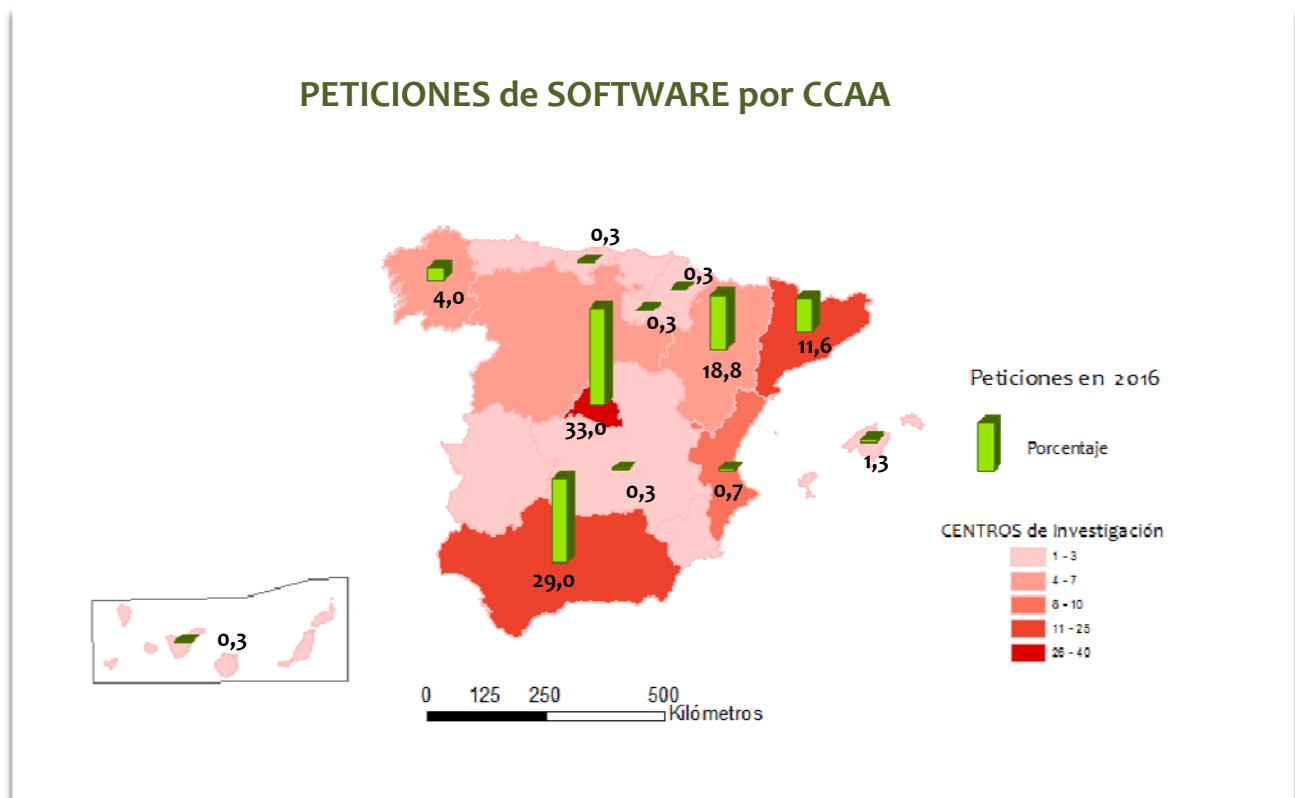 PETICIONES de SOFTWARE por CCAA
0,3
0,3
4,0
0,3
11,6
18,8
Peticiones en 2016
33,0
Porcentaje
1,3
0,3
0,7
CENTROS de Investigación
1 - 3
4 - 7
29,0
8 - 10
11 - 25
0,3
26 - 40
0 125 250 500
Kilómetros